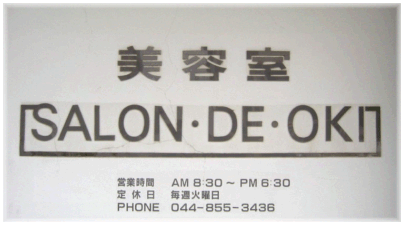 美容室
SALON・DE・OKI
営業時間 AM 8:30 ～ PM 6:30
定休日 毎週火曜日
PHONE 044-855-3436